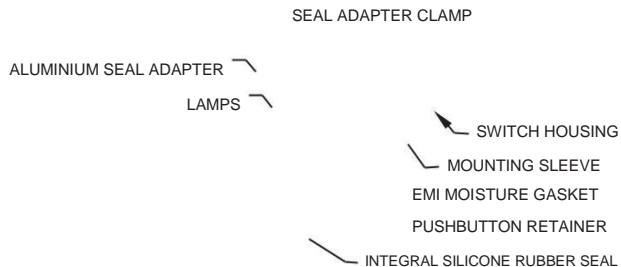 SEAL ADAPTER CLAMP
ALUMINIUM SEAL ADAPTER
LAMPS
SWITCH HOUSING
MOUNTING SLEEVE
EMI MOISTURE GASKET
PUSHBUTTON RETAINER
INTEGRAL SILICONE RUBBER SEAL